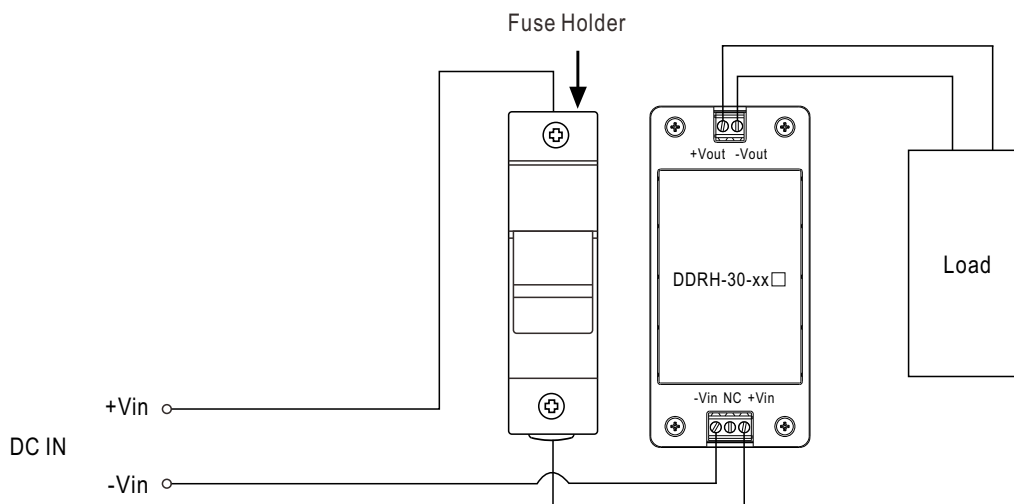 Fuse Holder
+Vout -Vout
DDRH-30-xx□
Load
-Vin NC +Vin
+Vin
DC IN
-Vin